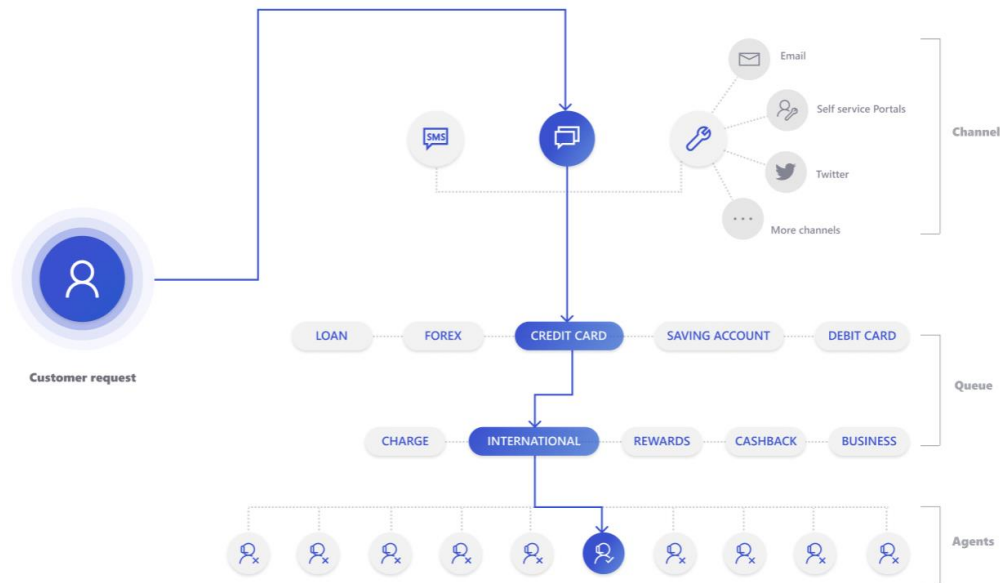 Email
SMS
Self service Portals
Channel
Twitter
More channels
LOAN
FOREX
CREDIT CARD
SAVING ACCOUNT
DEBIT CARD
Customer request
Queue
CHARGE
INTERNATIONAL
REWARDS
CASHBACK
BUSINESS
Agents